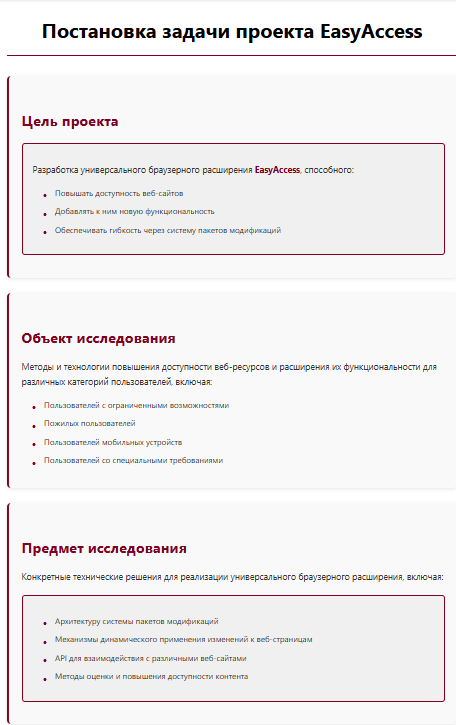 Постановка задачи проекта EasyAccess
Цель проекта
Разработка универсального браузерного расширения EasyAccess, способного:
Повышать доступность веб-сайтов
Добавлять к ним новую функциональность
Обеспечивать гибкость через систему пакетов модификаций
Объект исследования
Методы и технологии повышения доступности веб-ресурсов и расширения их функциональности для
различных категорий пользователей, включая:
Пользователей с ограниченными возможностями
Пожилых пользователей
Пользователей мобильных устройств
Пользователей со специальными требованиями
Предмет исследования
Конкретные технические решения для реализации универсального браузерного расширения, включая:
Архитектуру системы пакетов модификаций
Механизмы динамического применения изменений к веб-страницам
API для взаимодействия с различными веб-сайтами
Методы оценки и повышения доступности контента